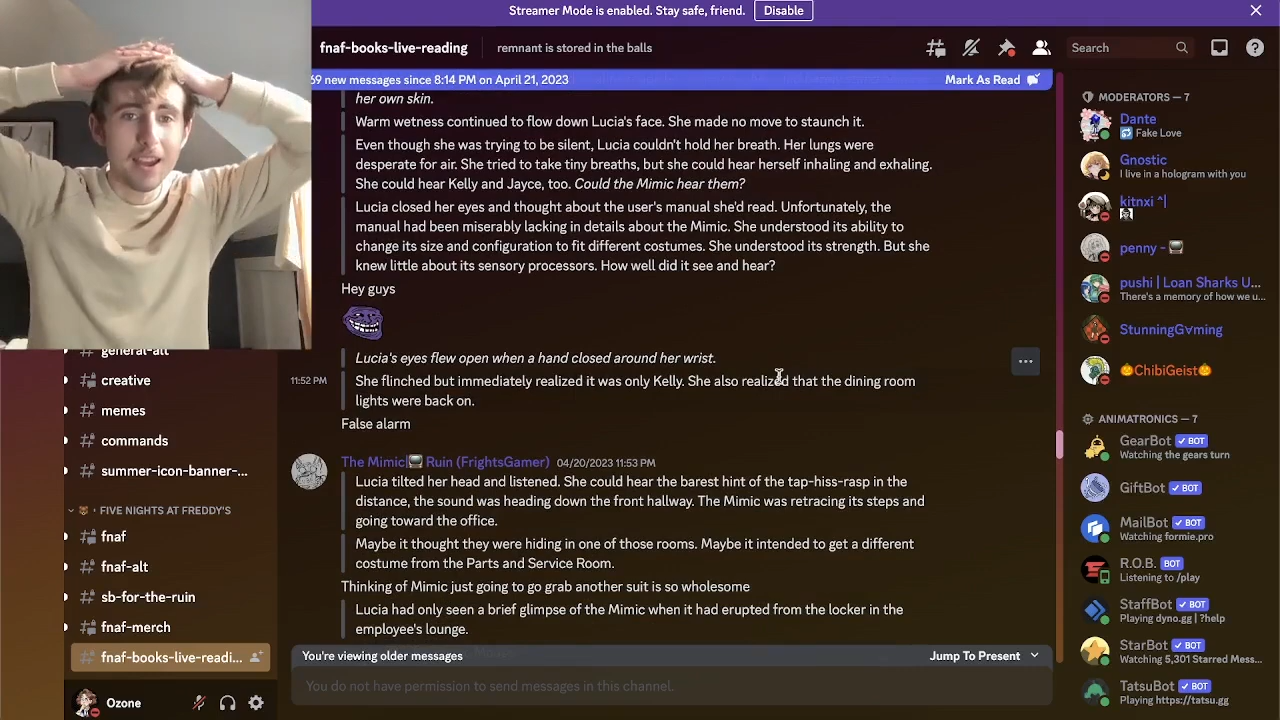 Streamer Mode is enabled. Stay safe, friend.
Disable
fnaf-books-live-reading
remnant is stored in the balls
Search
69 new messages since 8:14 PM on April 21, 2023
Mark As Read
her own skin.
Warm wetness continued to flow down Lucia's face. She made no move to staunch it.
Even though she was trying to be silent, Lucia couldn't hold her breath. Her lungs were
desperate for air. She tried to take tiny breaths, but she could hear herself inhaling and exhaling.
She could hear Kelly and Jayce, too. Could the Mimic hear them?
Lucia closed her eyes and thought about the user's manual she'd read. Unfortunately, the
manual had been miserably lacking in details about the Mimic. She understood its ability to
change its size and configuration to fit different costumes. She understood its strength. But she
knew little about its sensory processors. How well did it see and hear?
Hey guys
Lucia's eyes flew open when a hand closed around her wrist.
11:52 PM
She flinched but immediately realized it was only Kelly. She also realized that the dining room
lights were back on.
False alarm
The Mimic| Ruin (FrightsGamer) 04/20/2023 11:53 PM
Lucia tilted her head and listened. She could hear the barest hint of the tap-hiss-rasp in the
distance, the sound was heading down the front hallway. The Mimic was retracing its steps and
going toward the office.
Maybe it thought they were hiding in one of those rooms. Maybe it intended to get a different
costume from the Parts and Service Room.
Thinking of Mimic just going to go grab another suit is so wholesome
Lucia had only seen a brief glimpse of the Mimic when it had erupted from the locker in the
employee's lounge.
You're viewing older messages
Jump To Present
You do not have permission to send messages in this channel.
general-alt
creative
memes
commands
summer-icon-banner-...
FIVE NIGHTS AT FREDDY'S
fnaf
fnaf-alt
sb-for-the-ruin
fnaf-merch
fnaf-books-live-readi...
Ozone
MODERATORS — 7
Dante
Fake Love
Gnostic
I live in a hologram with you
kitnxi ^|
penny -
pushi | Loan Sharks U...
There's a memory of how we u...
StunningG∀ming
ChibiGeist
ANIMATRONICS — 7
GearBot ✓ BOT
Watching the gears turn
GiftBot ✓ BOT
MailBot ✓ BOT
Watching formie.pro
R.O.B. BOT
Listening to /play
StaffBot ✓ BOT
Playing dyno.gg | ?help
StarBot ✓ BOT
Watching 5,301 Starred Mess...
TatsuBot ✓ BOT
Playing https://tatsu.gg